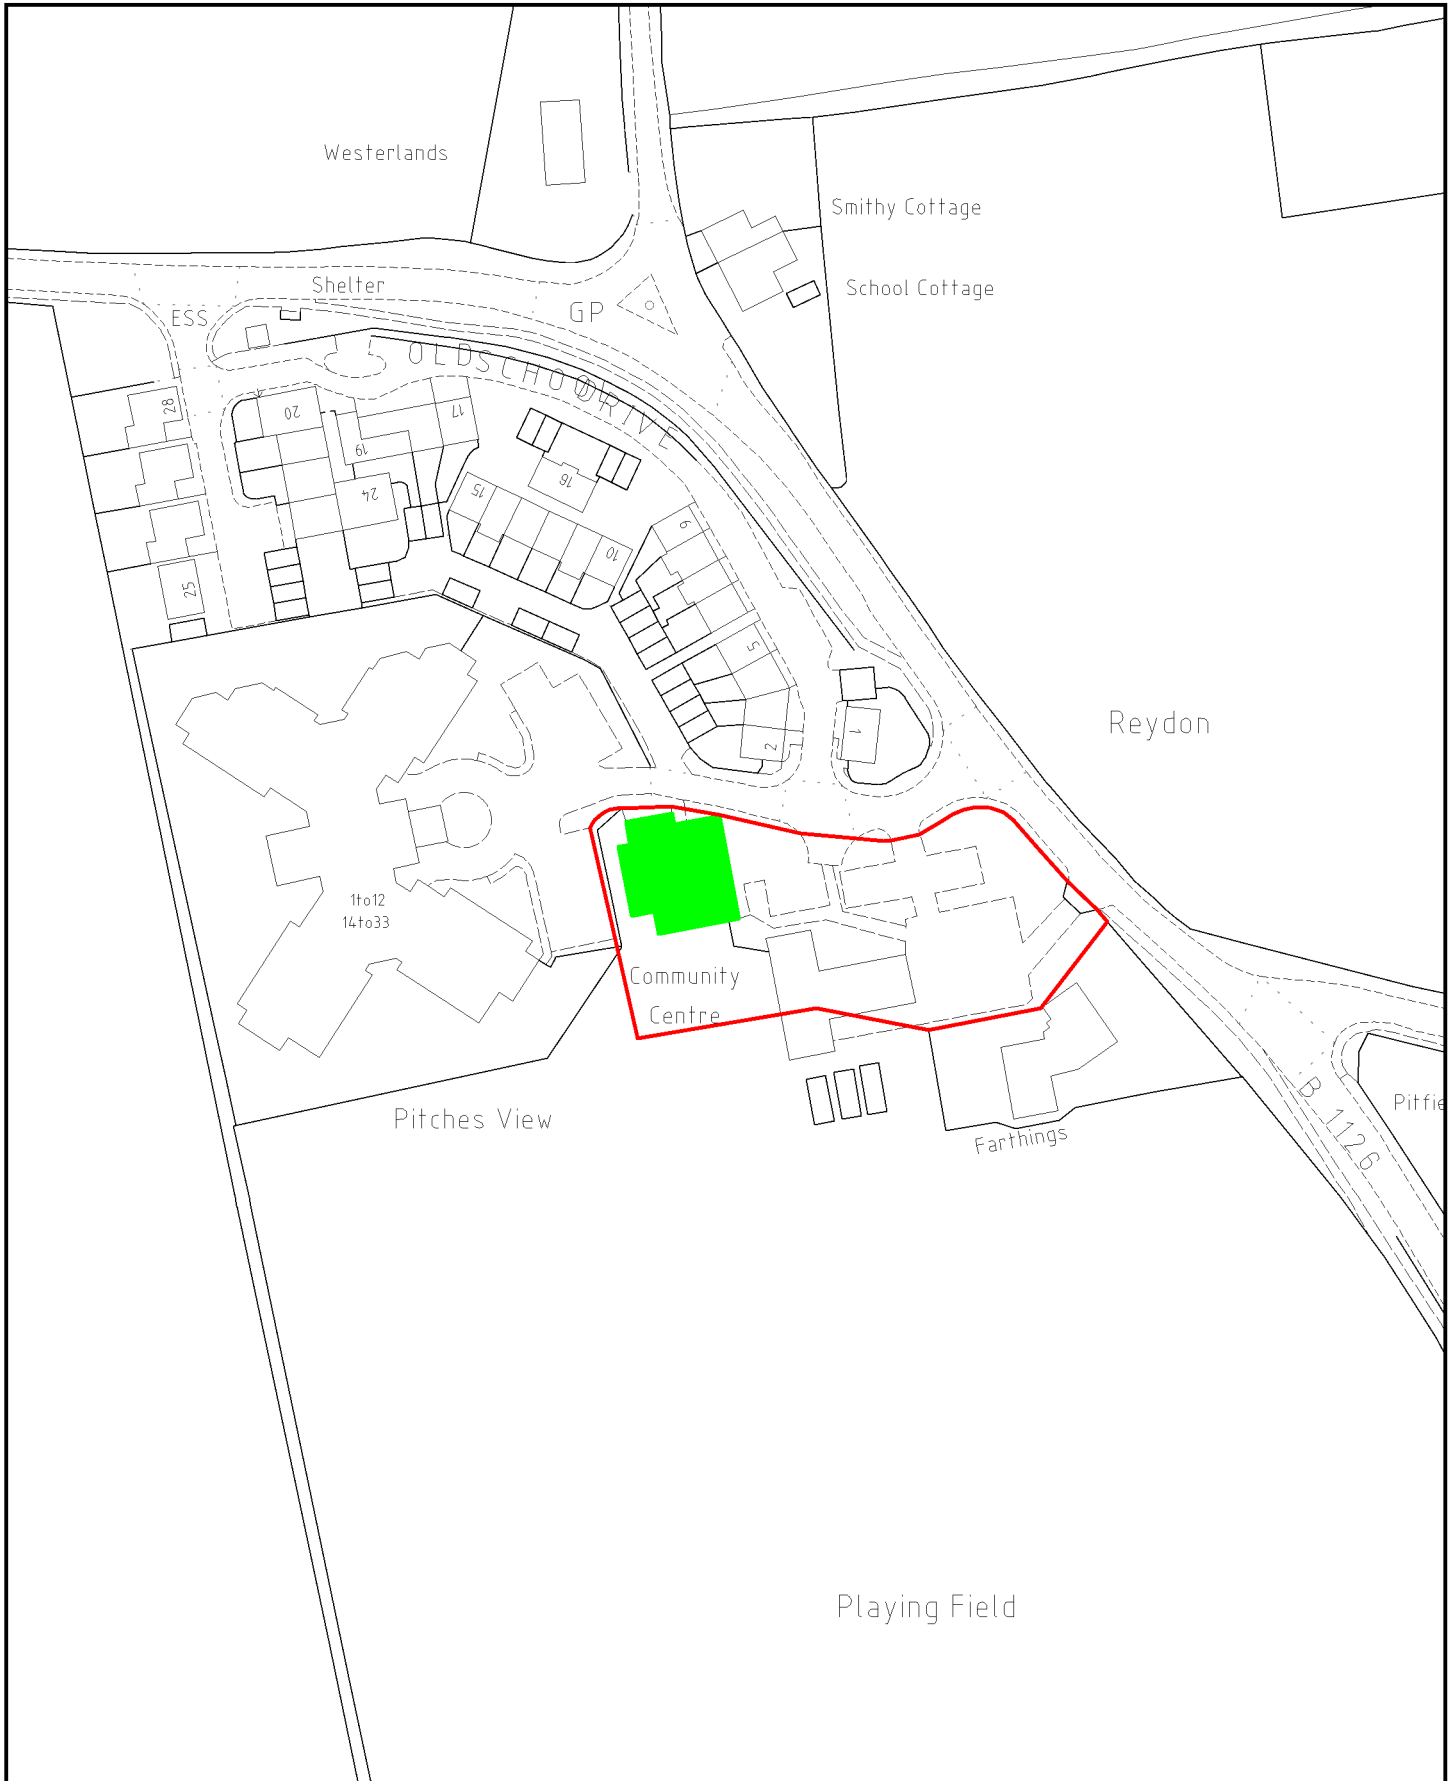 Westerlands
Smithy Cottage
School Cottage
Shelter
GP
ESS
OLD SCHOOL DRIVE
28
20
17
19
24
15
16
10
9
25
5
2
1
Reydon
1to12
14to33
Community
Centre
Pitches View
Farthings
B 1126
Pitfie
Playing Field